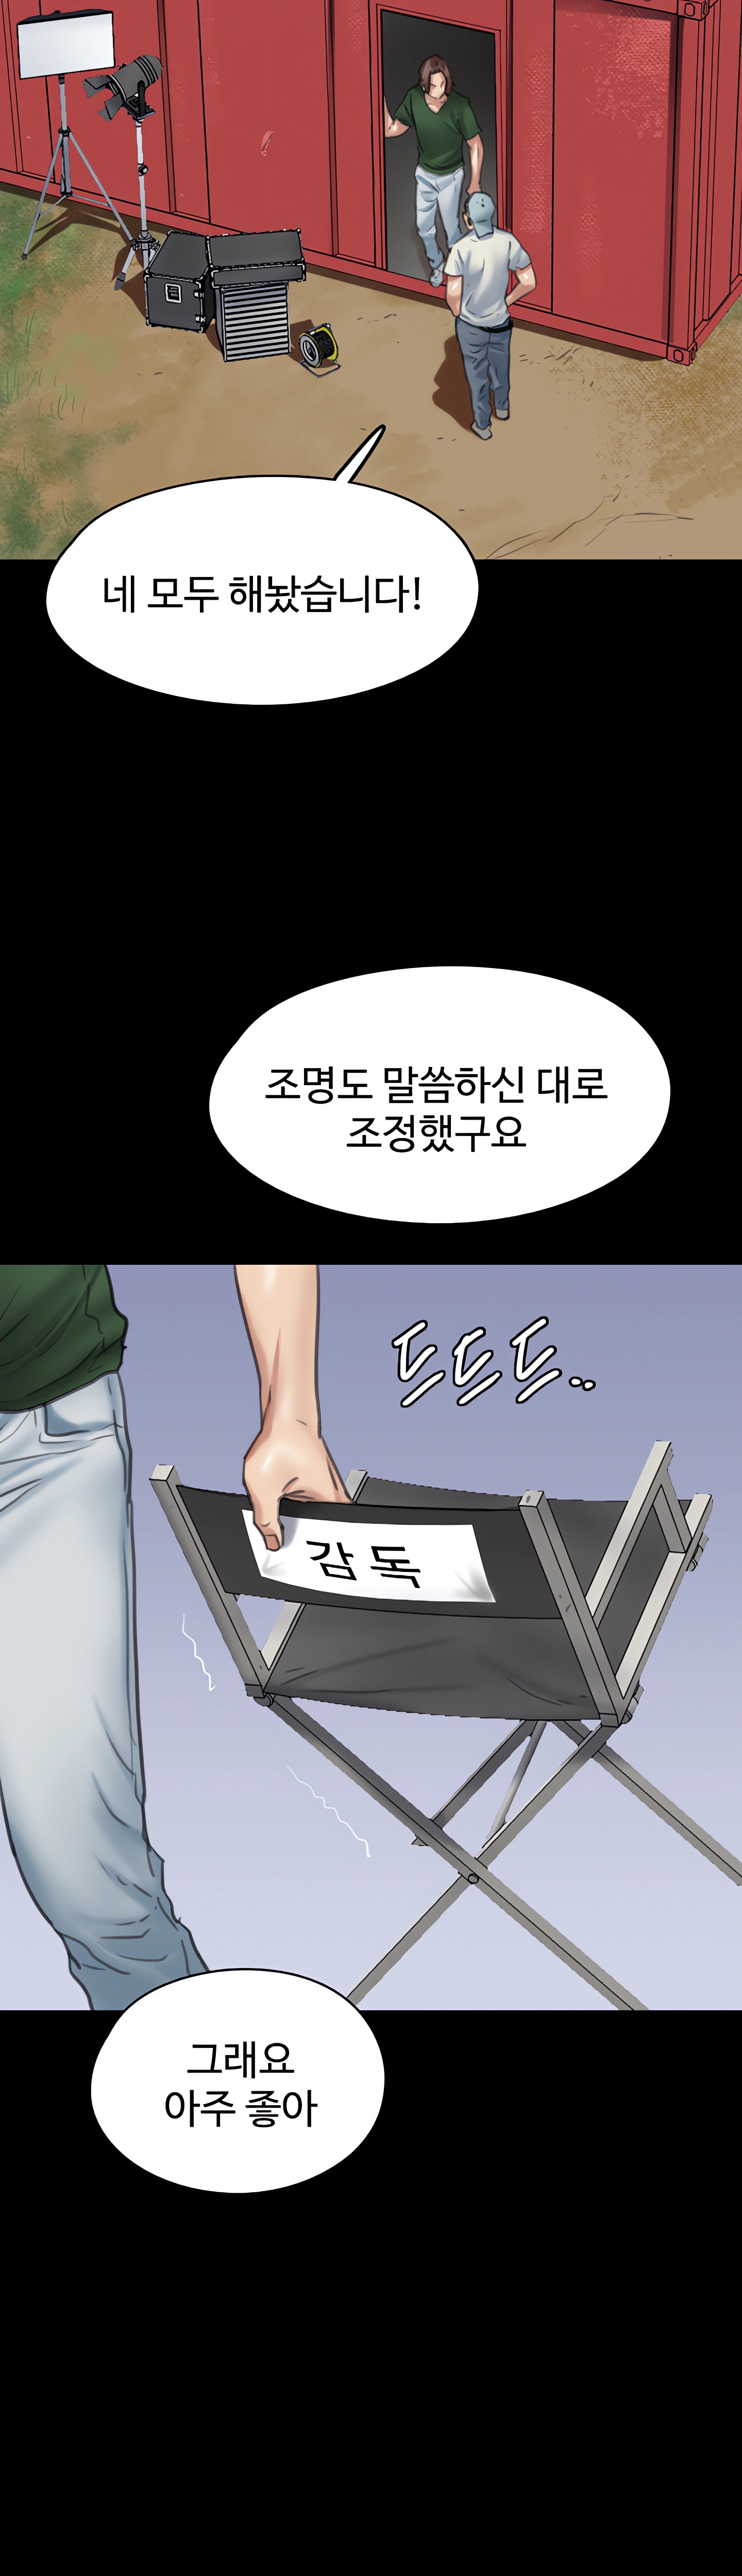 네 모두 해놨습니다!
조명도 말씀하신 대로
조정했구요
드드드..
감독
그래요
아주 좋아